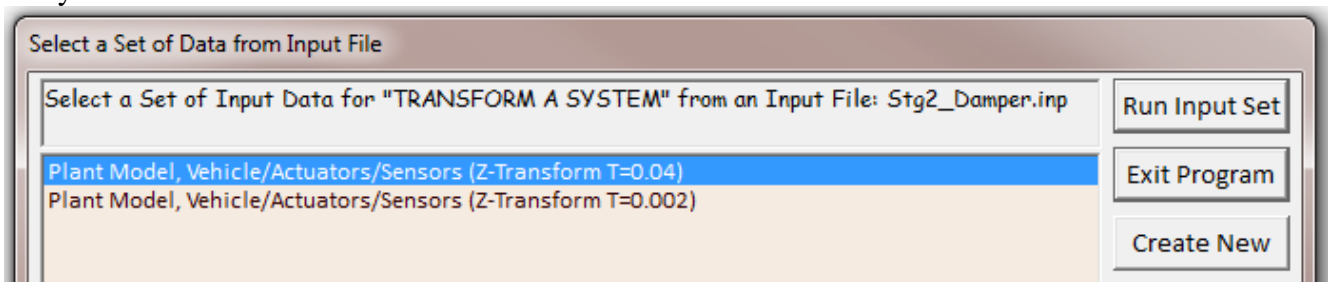 Select a Set of Data from Input File
Select a Set of Input Data for "TRANSFORM A SYSTEM" from an Input File: Stg2_Damper.inp
Run Input Set
Plant Model, Vehicle/Actuators/Sensors (Z-Transform T=0.04)
Exit Program
Plant Model, Vehicle/Actuators/Sensors (Z-Transform T=0.002)
Create New